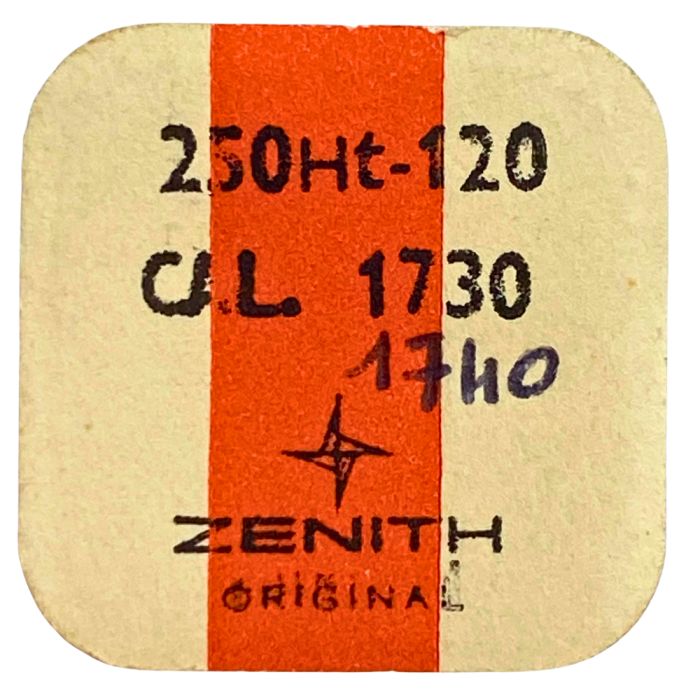 250Ht-120
CAL 1730
1740
ZENITH
ORIGINAL